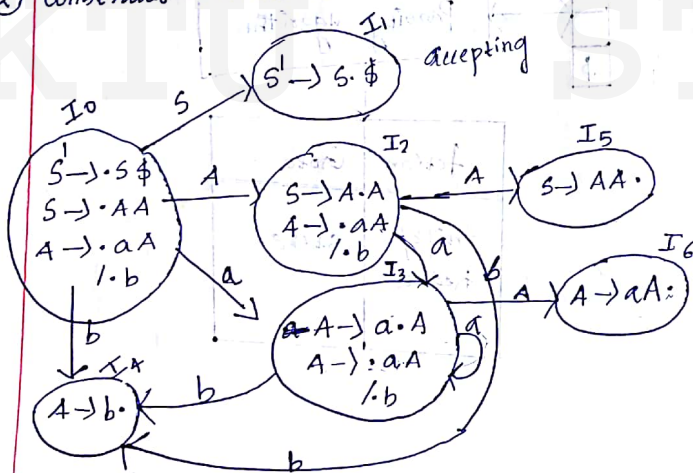 I1
S' → S.$
accepting
S
I0
S' → .S$
S → .AA
A → .aA
/.b
A
I2
S → A.A
A → .aA
/.b
A
I5
S → AA.
a
a
b
I3
A → a.A
A → .aA
/.b
a
A
I6
A → aA.
b
I4
A → b.
b
b